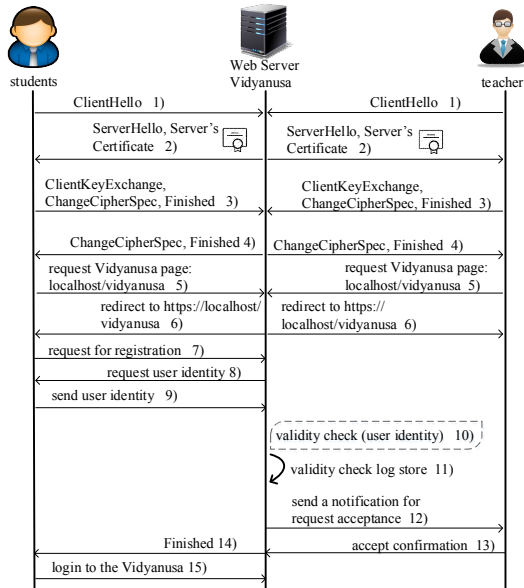 students
Web Server
Vidyanusa
teacher
ClientHello 1)
ClientHello 1)
ServerHello, Server's
Certificate 2)
ServerHello, Server's
Certificate 2)
ClientKeyExchange,
ChangeCipherSpec, Finished 3)
ClientKeyExchange,
ChangeCipherSpec, Finished 3)
ChangeCipherSpec, Finished 4)
ChangeCipherSpec, Finished 4)
request Vidyanusa page:
localhost/vidyanusa 5)
request Vidyanusa page:
localhost/vidyanusa 5)
redirect to https://localhost/
vidyanusa 6)
redirect to https://
localhost/vidyanusa 6)
request for registration 7)
request user identity 8)
send user identity 9)
validity check (user identity) 10)
validity check log store 11)
send a notification for
request acceptance 12)
Finished 14)
accept confirmation 13)
login to the Vidyanusa 15)